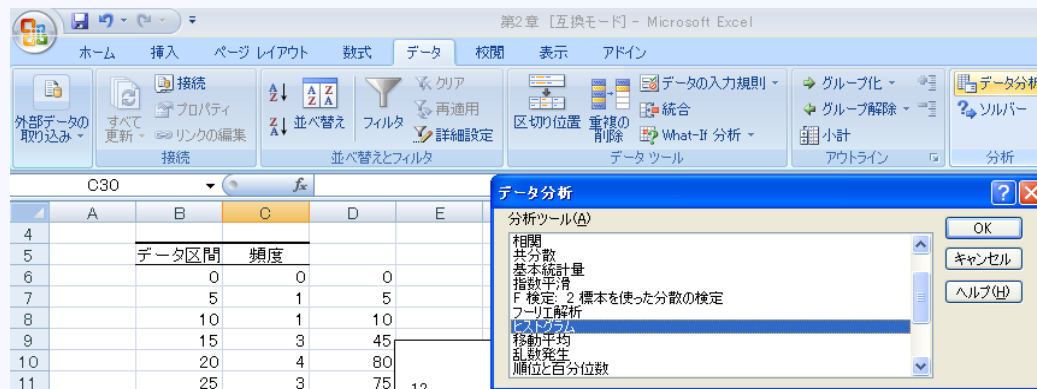 第2章 [互換モード] - Microsoft Excel
ホーム 挿入 ページ レイアウト 数式 データ 校閲 表示 アドイン
外部データの取り込み
すべて更新
接続
プロパティ
リンクの編集
接続
並べ替え
フィルタ
クリア
再適用
詳細設定
並べ替えとフィルタ
区切り位置
重複の削除
データの入力規則
統合
What-If 分析
データ ツール
グループ化
グループ解除
小計
アウトライン
データ分析
ソルバー
分析
C30 fx
A B C D E
4
5 データ区間 頻度
6 0 0 0
7 5 1 5
8 10 1 10
9 15 3 45
10 20 4 80
11 25 3 75 12
データ分析
分析ツール(A)
相関
共分散
基本統計量
指数平滑
F 検定: 2 標本を使った分散の検定
フーリエ解析
ヒストグラム
移動平均
乱数発生
順位と百分位数
OK
キャンセル
ヘルプ(H)